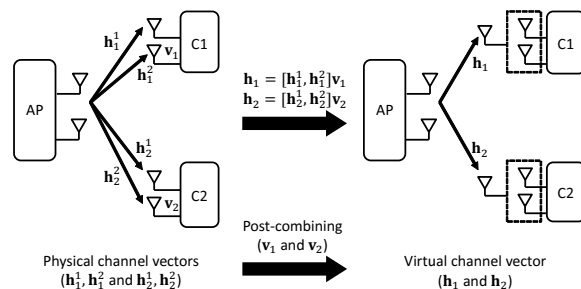 C1
𝐡₁¹
𝐯₁
𝐡₁²
AP
𝐡₂¹
𝐡₂²
𝐯₂
C2
Physical channel vectors
(𝐡₁¹, 𝐡₁² and 𝐡₂¹, 𝐡₂²)
𝐡₁ = [𝐡₁¹, 𝐡₁²]𝐯₁
𝐡₂ = [𝐡₂¹, 𝐡₂²]𝐯₂
Post-combining
(𝐯₁ and 𝐯₂)
C1
𝐡₁
AP
𝐡₂
C2
Virtual channel vector
(𝐡₁ and 𝐡₂)